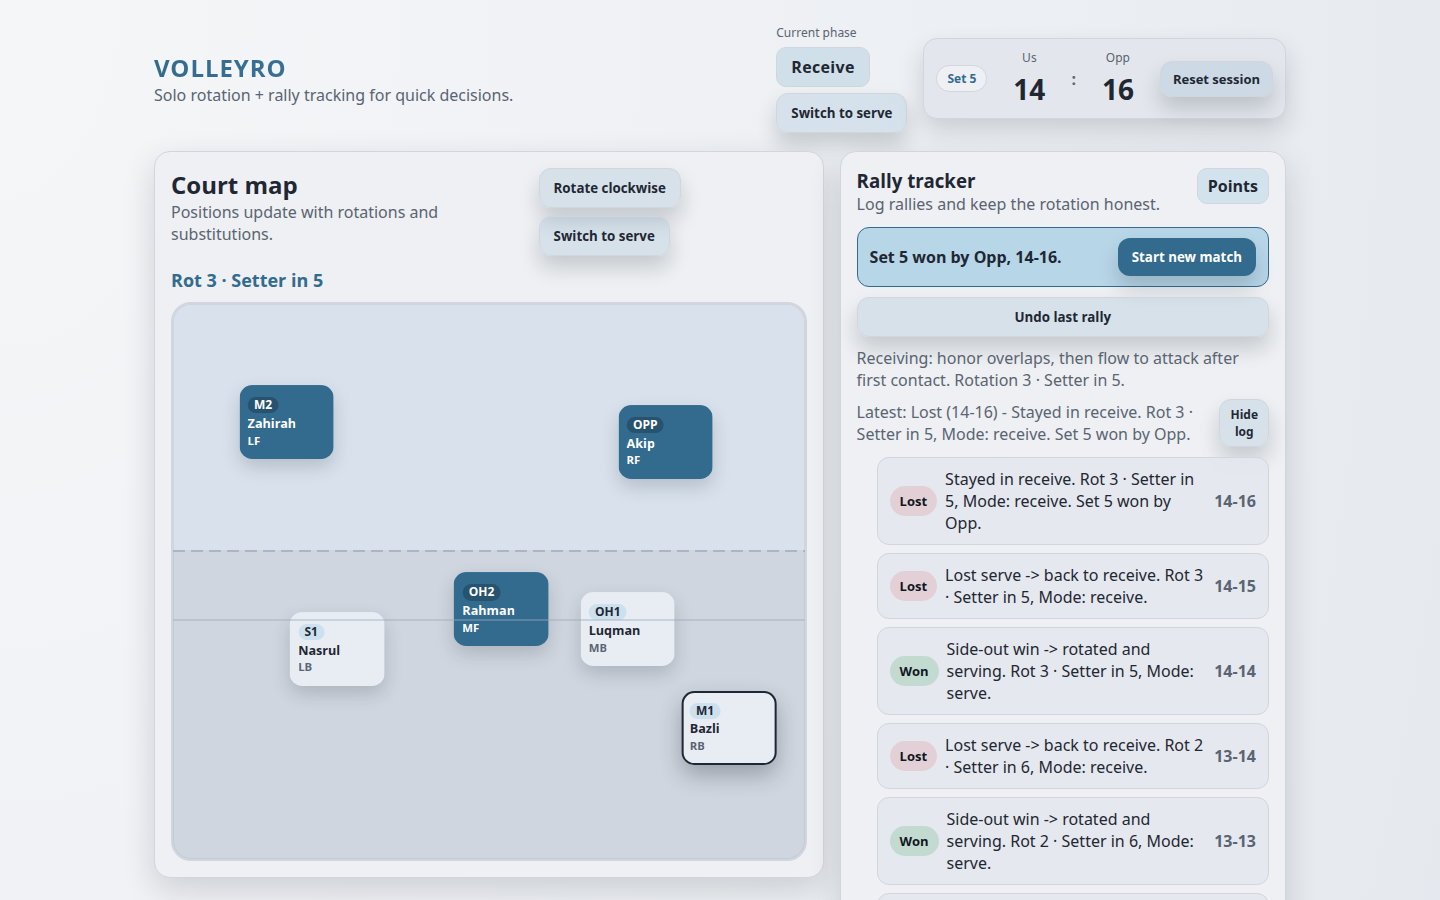 VOLLEYRO
Solo rotation + rally tracking for quick decisions.
Current phase
Receive
Switch to serve
Set 5
Us
14
:
Opp
16
Reset session
Court map
Positions update with rotations and
substitutions.
Rotate clockwise
Switch to serve
Rot 3 · Setter in 5
M2
Zahirah
LF
OPP
Akip
RF
OH2
Rahman
MF
OH1
Luqman
MB
S1
Nasrul
LB
M1
Bazli
RB
Rally tracker
Log rallies and keep the rotation honest.
Points
Set 5 won by Opp, 14-16.
Start new match
Undo last rally
Receiving: honor overlaps, then flow to attack after
first contact. Rotation 3 · Setter in 5.
Latest: Lost (14-16) - Stayed in receive. Rot 3 ·
Setter in 5, Mode: receive. Set 5 won by Opp.
Hide
log
Lost
Stayed in receive. Rot 3 · Setter in
5, Mode: receive. Set 5 won by
Opp.
14-16
Lost
Lost serve -> back to receive. Rot 3
· Setter in 5, Mode: receive.
14-15
Won
Side-out win -> rotated and
serving. Rot 3 · Setter in 5, Mode:
serve.
14-14
Lost
Lost serve -> back to receive. Rot 2
· Setter in 6, Mode: receive.
13-14
Won
Side-out win -> rotated and
serving. Rot 2 · Setter in 6, Mode:
serve.
13-13